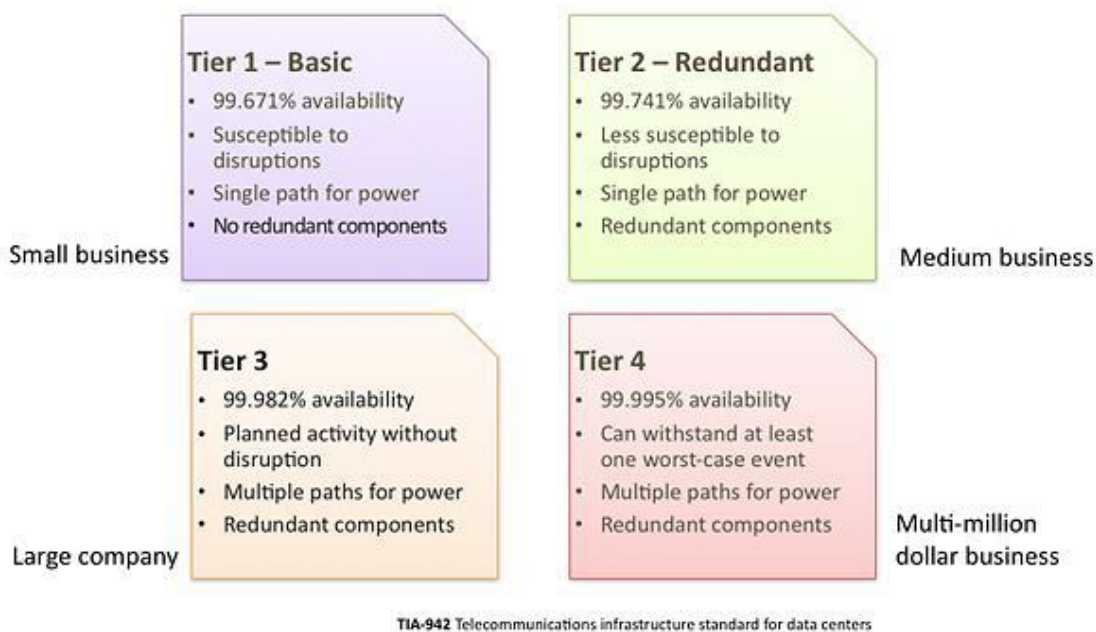 Tier 1 – Basic
• 99.671% availability
• Susceptible to
disruptions
• Single path for power
• No redundant components
Small business
Tier 2 – Redundant
• 99.741% availability
• Less susceptible to
disruptions
• Single path for power
• Redundant components
Medium business
Tier 3
• 99.982% availability
• Planned activity without
disruption
• Multiple paths for power
• Redundant components
Large company
Tier 4
• 99.995% availability
• Can withstand at least
one worst-case event
• Multiple paths for power
• Redundant components
Multi-million
dollar business
TIA-942 Telecommunications infrastructure standard for data centers